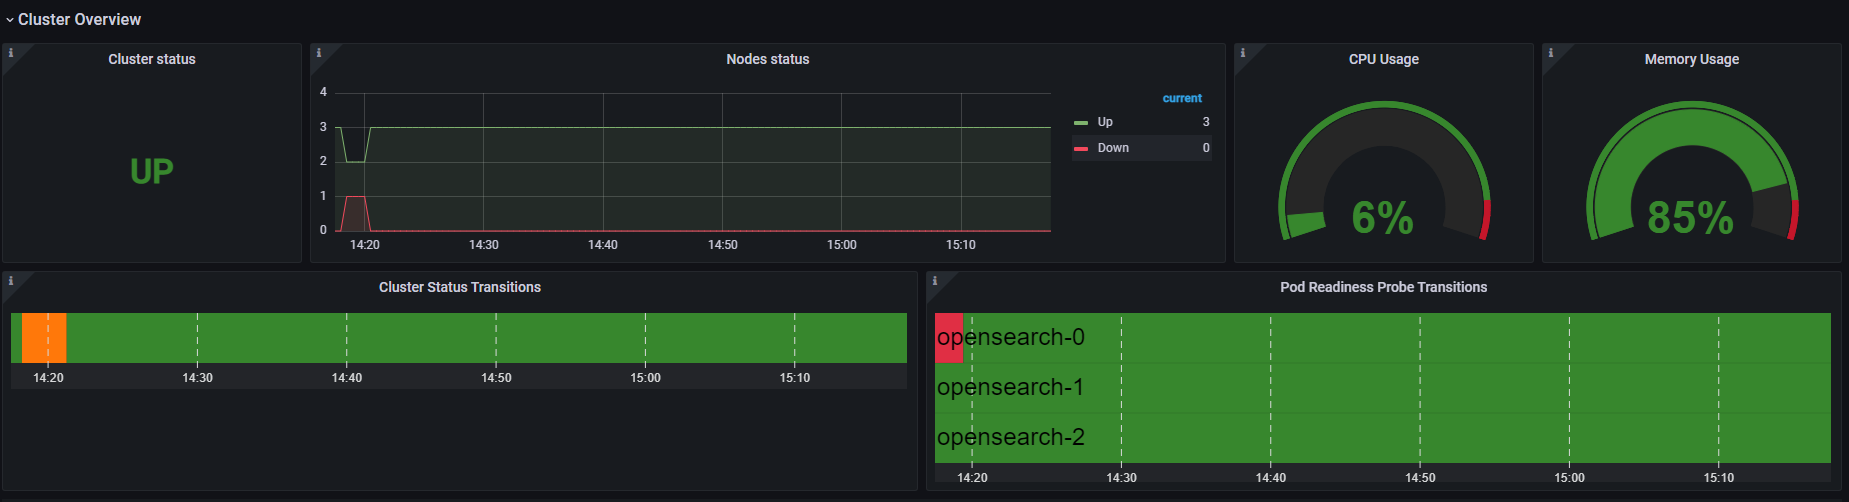 Cluster Overview
Cluster status
UP
Nodes status
4
3
2
1
0
14:20 14:30 14:40 14:50 15:00 15:10
current
Up 3
Down 0
CPU Usage
6%
Memory Usage
85%
Cluster Status Transitions
14:20 14:30 14:40 14:50 15:00 15:10
Pod Readiness Probe Transitions
opensearch-0
opensearch-1
opensearch-2
14:20 14:30 14:40 14:50 15:00 15:10